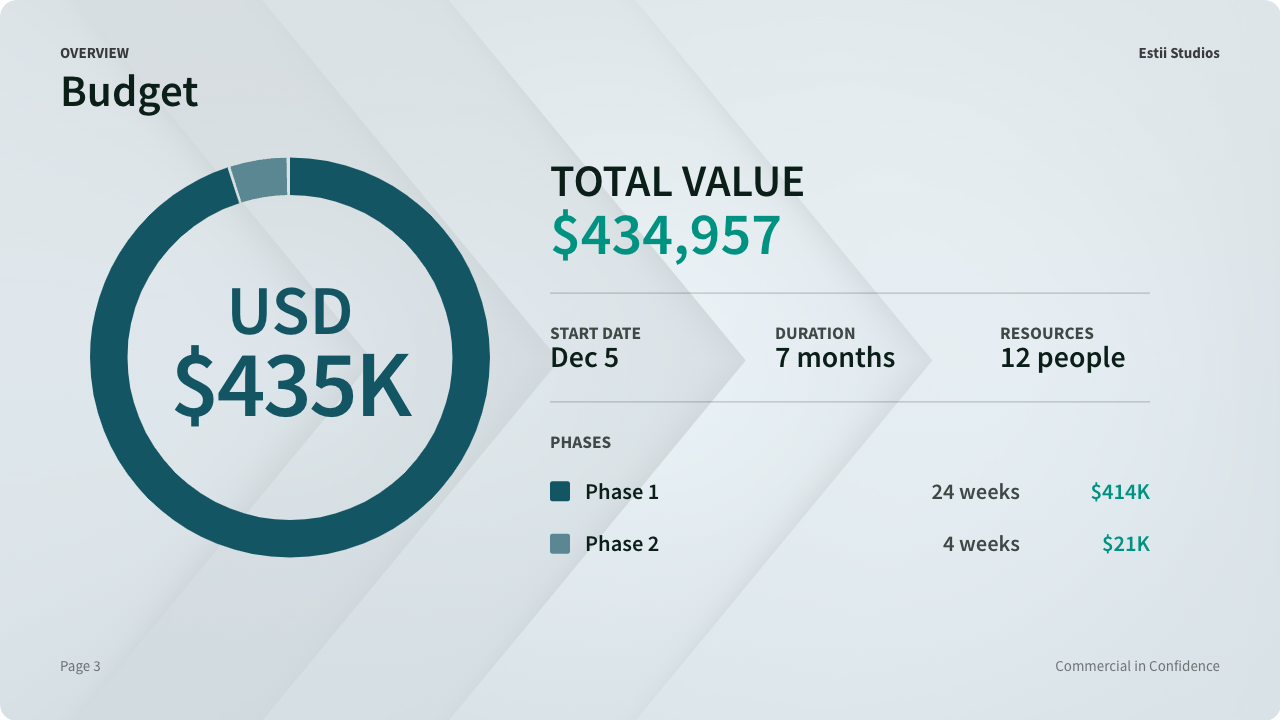 OVERVIEW
Estii Studios
Budget
USD
$435K
TOTAL VALUE
$434,957
START DATE
DURATION
RESOURCES
Dec 5
7 months
12 people
PHASES
Phase 1
24 weeks
$414K
Phase 2
4 weeks
$21K
Page 3
Commercial in Confidence